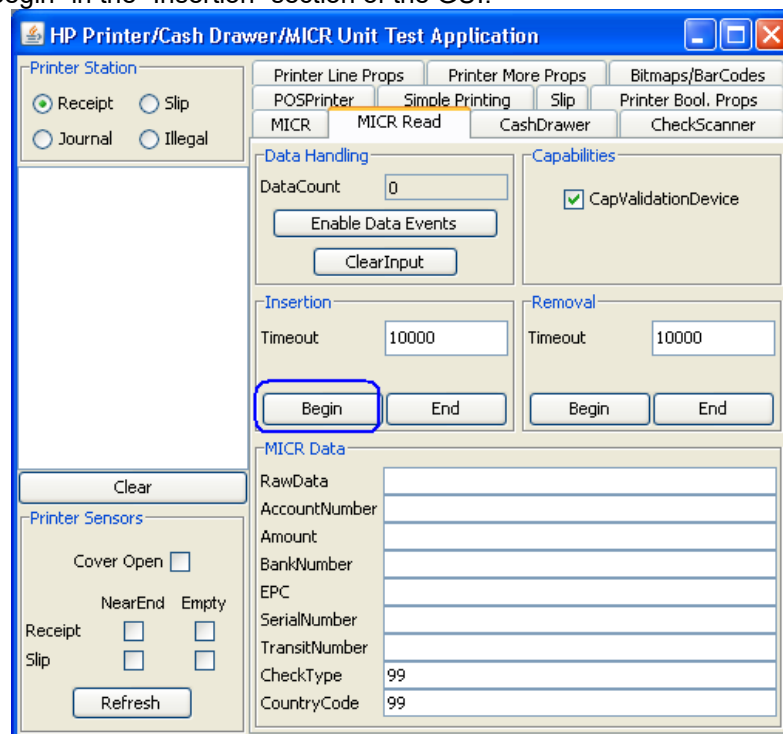 "Insertion" section of the GUI.
HP Printer/Cash Drawer/MICR Unit Test Application
Printer Station
Receipt Slip
Journal Illegal
Clear
Printer Sensors
Cover Open
NearEnd Empty
Receipt
Slip
Refresh
Printer Line Props Printer More Props Bitmaps/BarCodes
POSPrinter Simple Printing Slip Printer Bool. Props
MICR MICR Read CashDrawer CheckScanner
Data Handling
DataCount 0
Enable Data Events
ClearInput
Capabilities
CapValidationDevice
Insertion
Timeout 10000
Begin End
Removal
Timeout 10000
Begin End
MICR Data
RawData
AccountNumber
Amount
BankNumber
EPC
SerialNumber
TransitNumber
CheckType 99
CountryCode 99